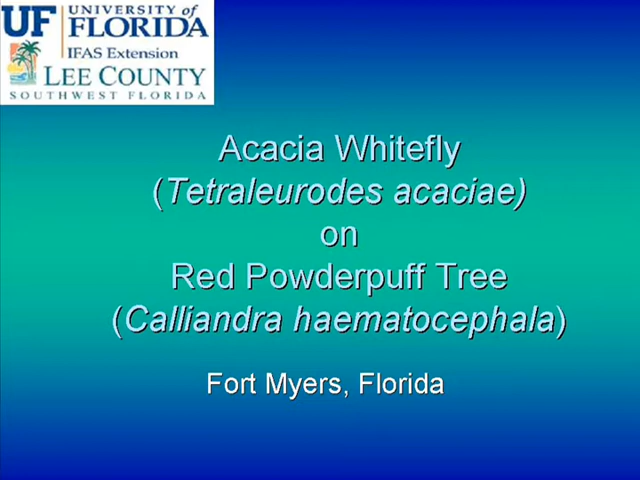 UF UNIVERSITY of
FLORIDA
IFAS Extension
LEE COUNTY
SOUTHWEST FLORIDA
Acacia Whitefly
(Tetraleurodes acaciae)
on
Red Powderpuff Tree
(Calliandra haematocephala)
Fort Myers, Florida